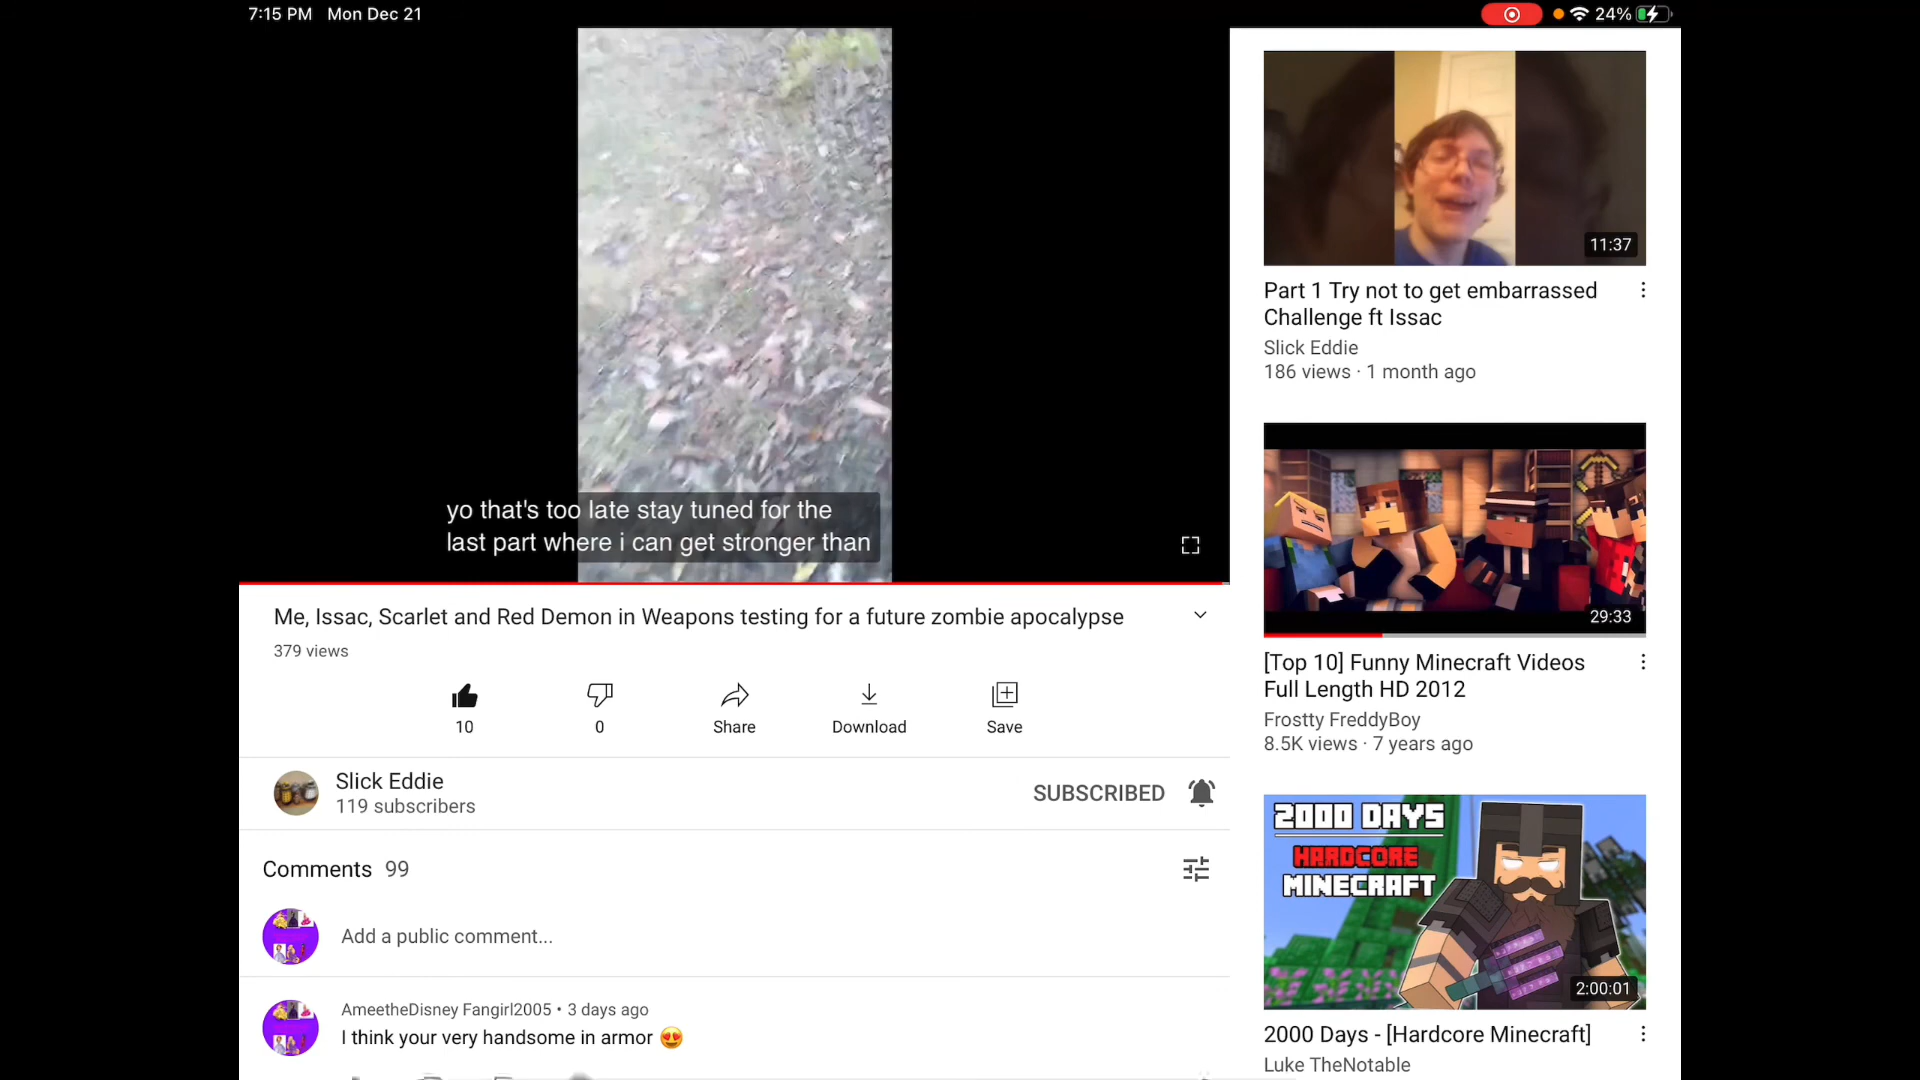 7:15 PM Mon Dec 21
24%
yo that's too late stay tuned for the
last part where i can get stronger than
Me, Issac, Scarlet and Red Demon in Weapons testing for a future zombie apocalypse
379 views
10
0
Share
Download
Save
Slick Eddie
119 subscribers
SUBSCRIBED
Comments 99
Add a public comment...
AmeetheDisney Fangirl2005 • 3 days ago
I think your very handsome in armor 😍
11:37
Part 1 Try not to get embarrassed
Challenge ft Issac
Slick Eddie
186 views · 1 month ago
29:33
[Top 10] Funny Minecraft Videos
Full Length HD 2012
Frostty FreddyBoy
8.5K views · 7 years ago
2000 DAYS
HARDCORE
MINECRAFT
2:00:01
2000 Days - [Hardcore Minecraft]
Luke TheNotable